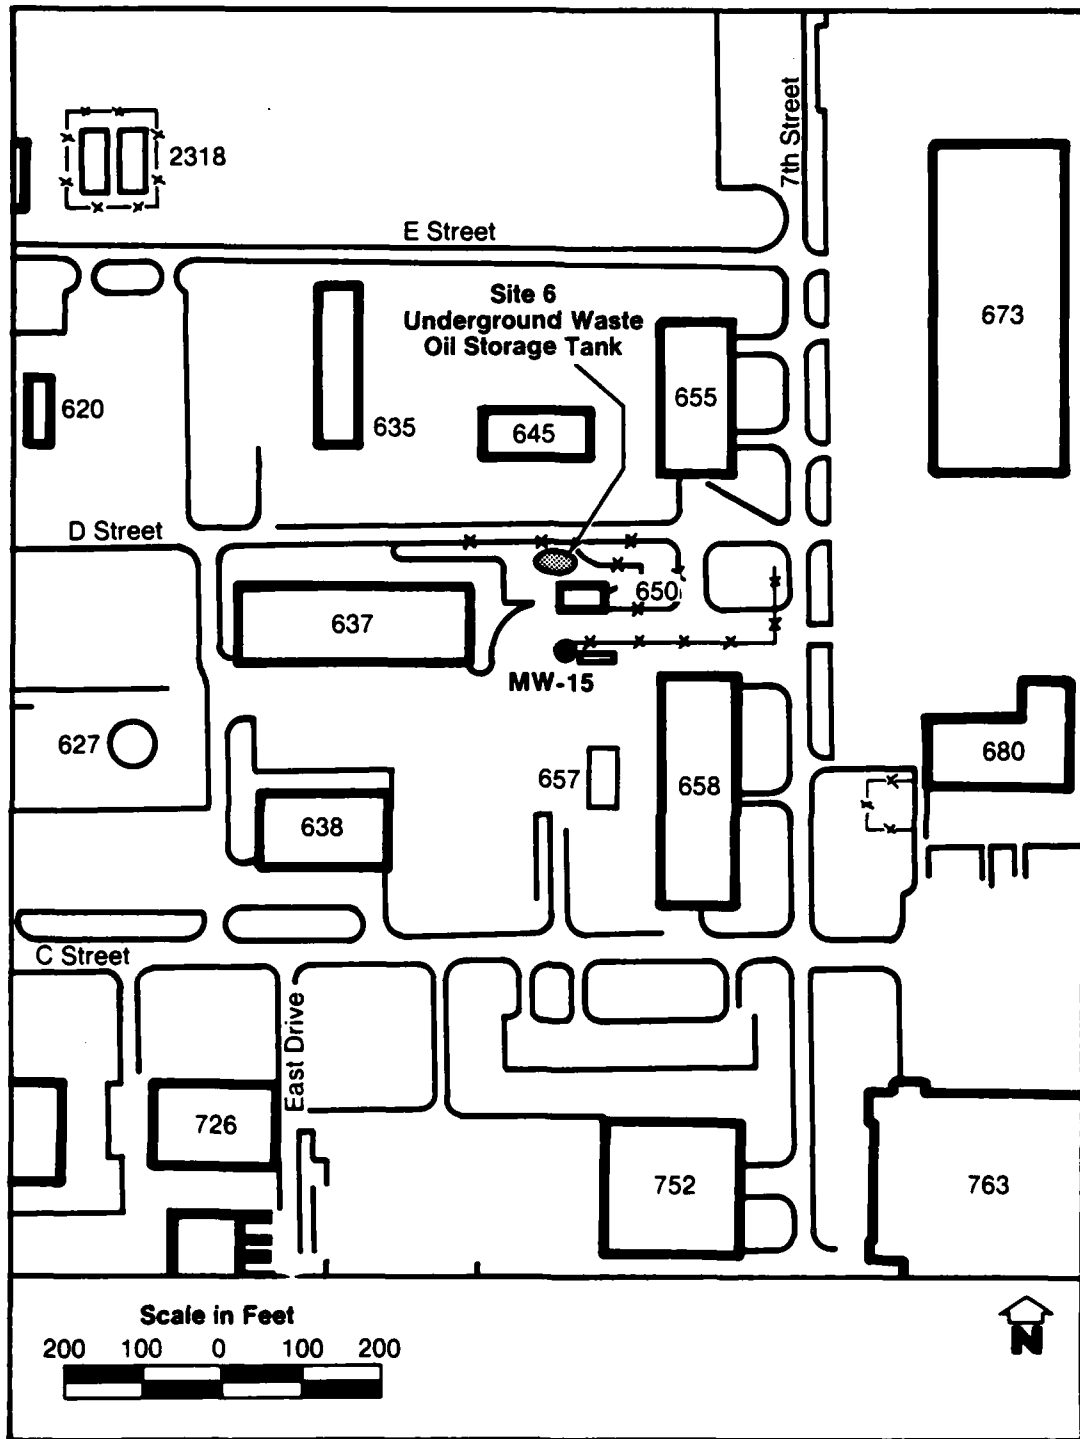 7th Street
2318
E Street
Site 6
Underground Waste
Oil Storage Tank
673
655
620
635
645
D Street
650
637
MW-15
627
657
658
680
638
C Street
East Drive
726
752
763
Scale in Feet
200 100 0 100 200
N